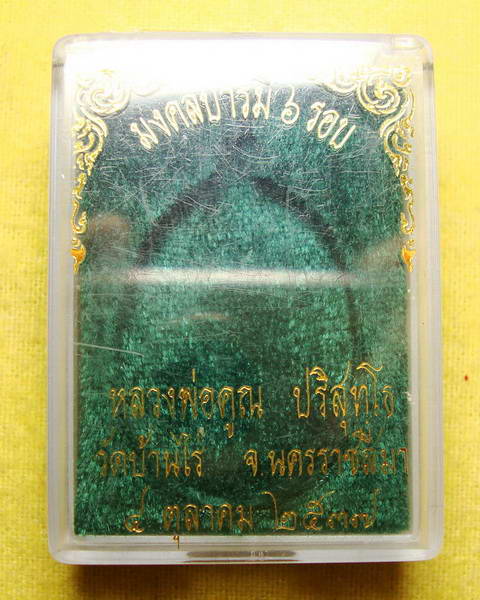 มงคลบารมี ๖ รอบ
หลวงพ่อคูณ ปริสุทโธ
วัดบ้านไร่ จ.นครราชสีมา
๔ ตุลาคม ๒๕๓๗